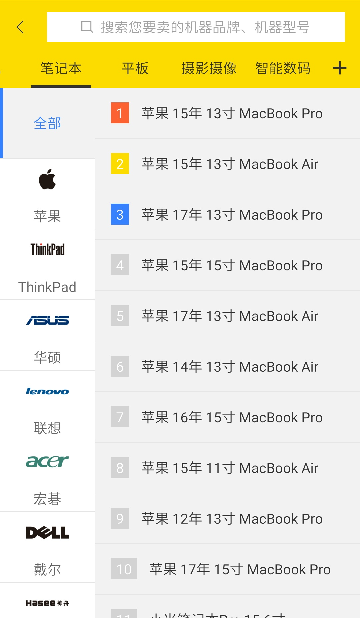 搜索您要卖的机器品牌、机器型号
笔记本 平板 摄影摄像 智能数码
全部
苹果
ThinkPad
ThinkPad
ASUS
华硕
lenovo
联想
acer
宏碁
DELL
戴尔
Hasee 神舟
1 苹果 15年 13寸 MacBook Pro
2 苹果 15年 13寸 MacBook Air
3 苹果 17年 13寸 MacBook Pro
4 苹果 15年 15寸 MacBook Pro
5 苹果 17年 13寸 MacBook Air
6 苹果 14年 13寸 MacBook Air
7 苹果 16年 15寸 MacBook Pro
8 苹果 15年 11寸 MacBook Air
9 苹果 12年 13寸 MacBook Pro
10 苹果 17年 15寸 MacBook Pro